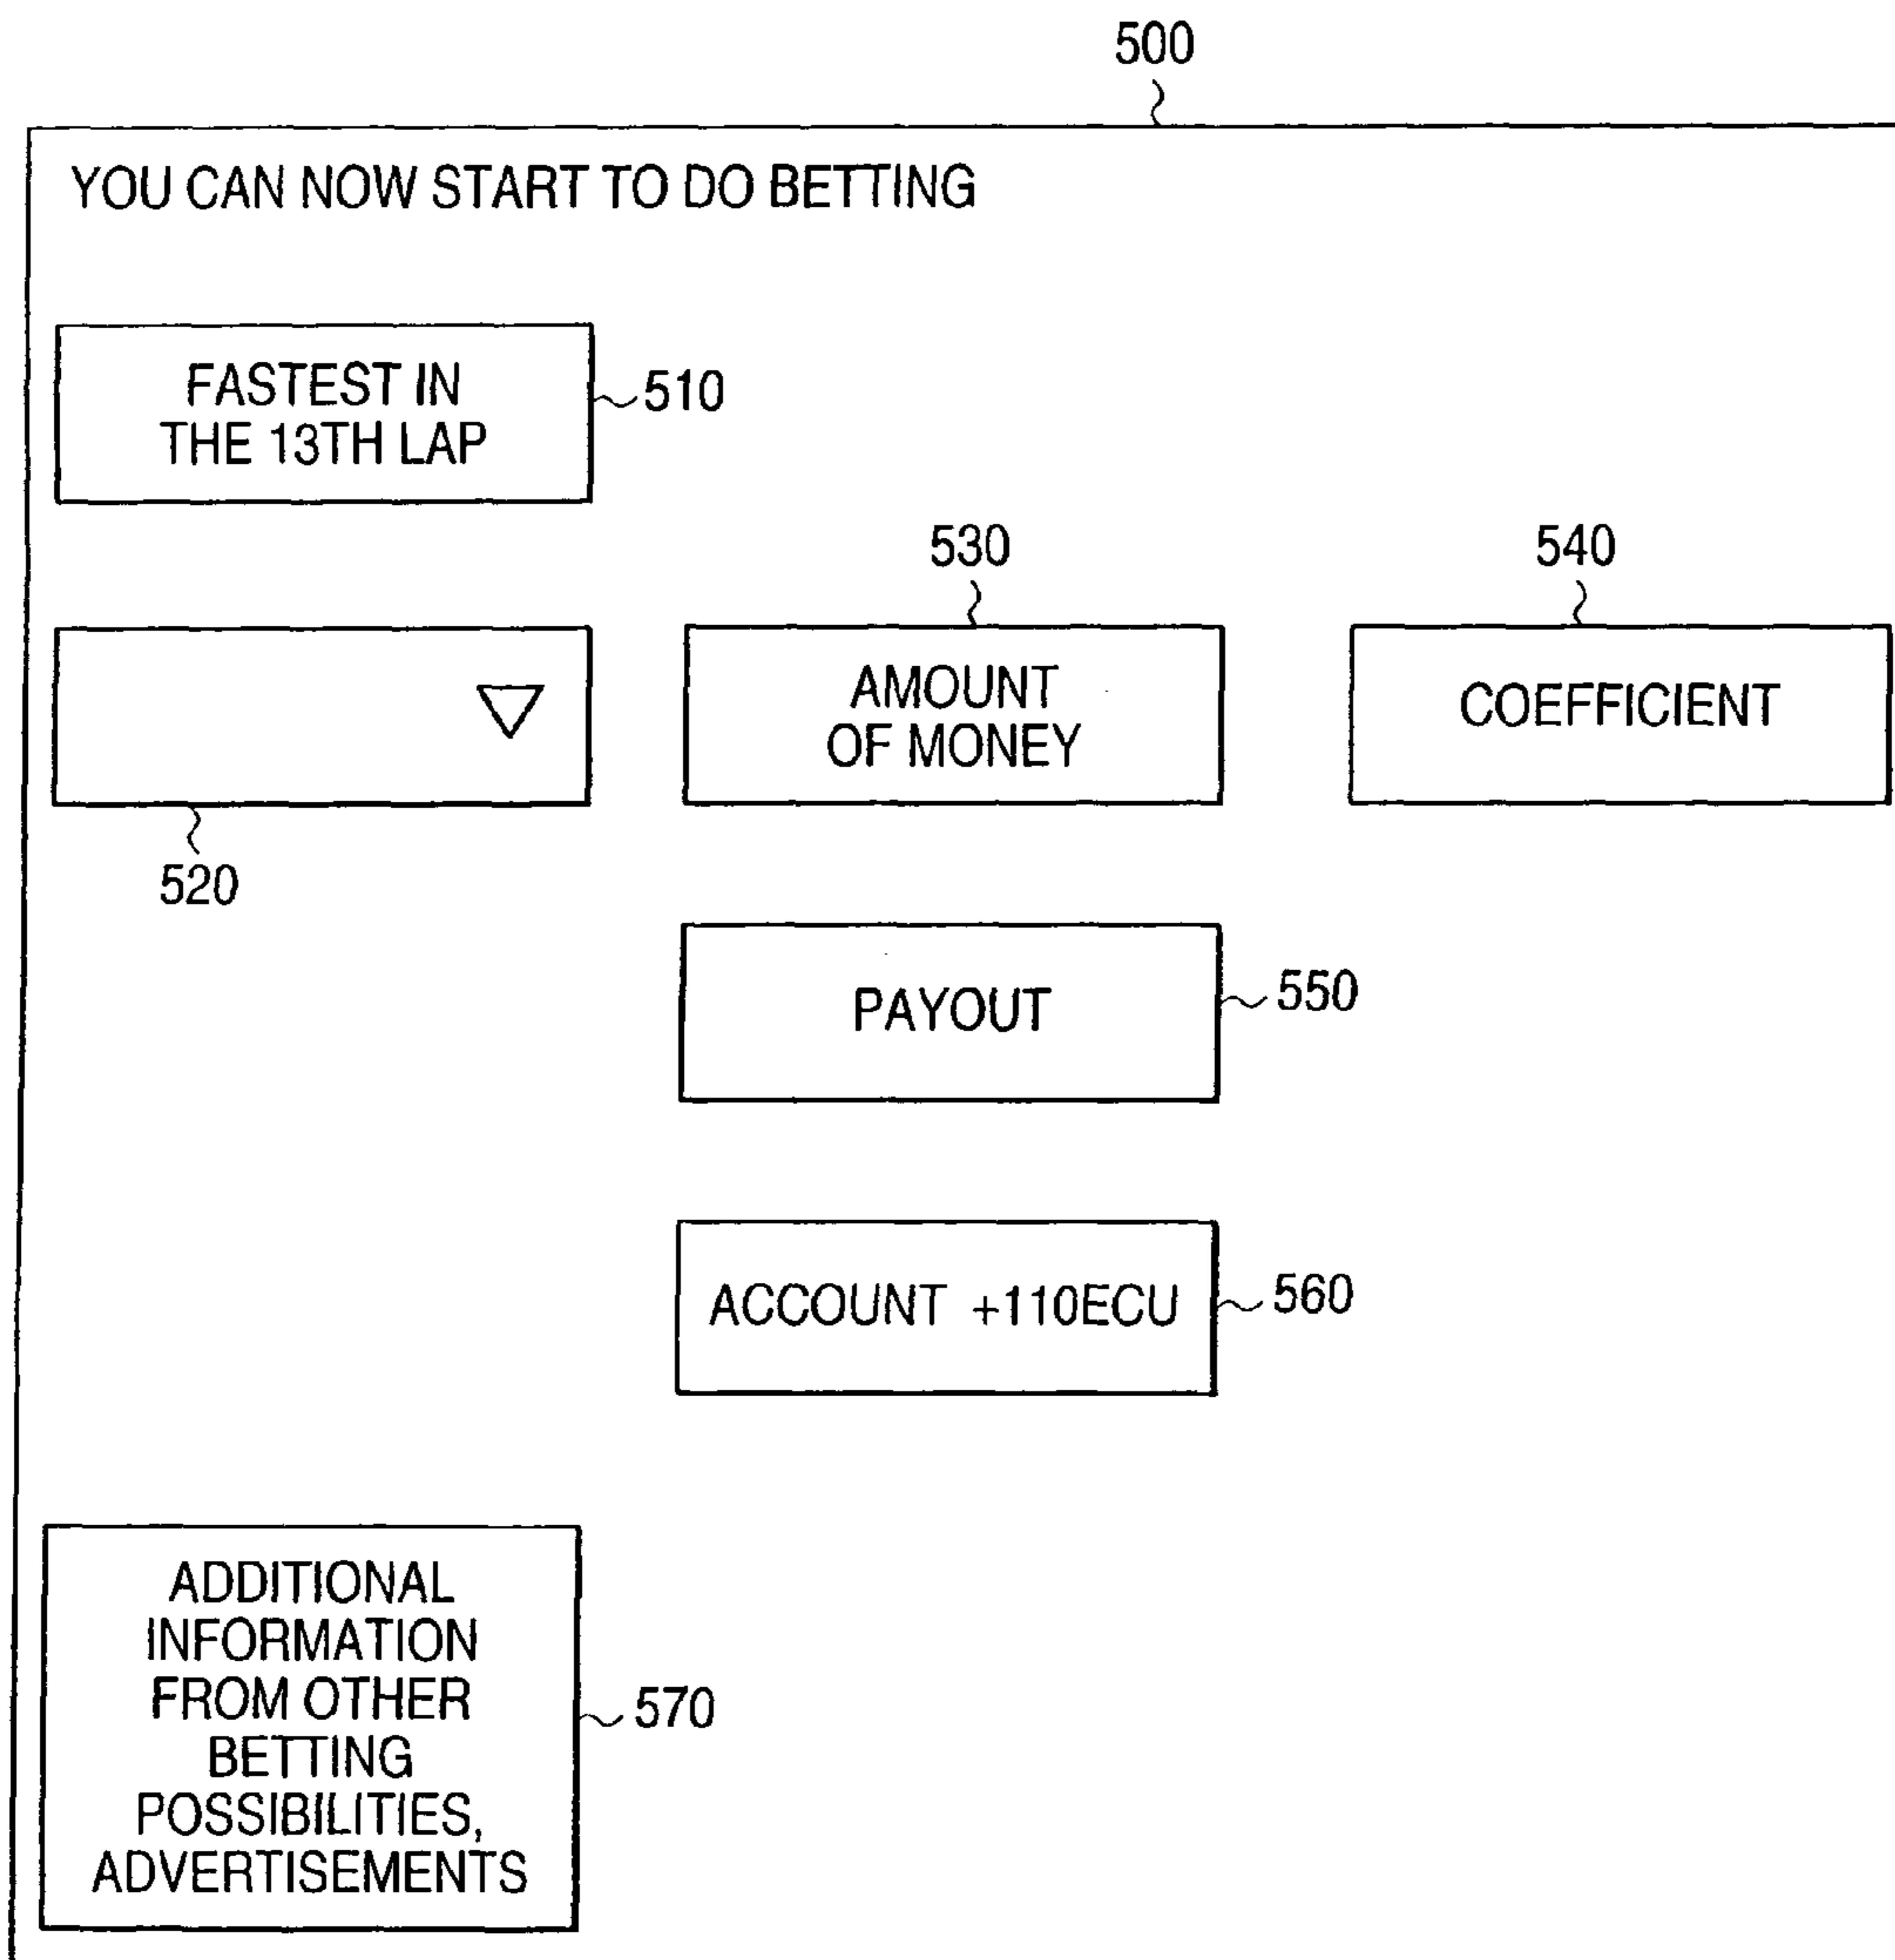 500
YOU CAN NOW START TO DO BETTING
FASTEST IN
THE 13TH LAP
510
530
540
AMOUNT
OF MONEY
COEFFICIENT
520
PAYOUT
550
ACCOUNT +110ECU
560
ADDITIONAL
INFORMATION
FROM OTHER
BETTING
POSSIBILITIES,
ADVERTISEMENTS
570